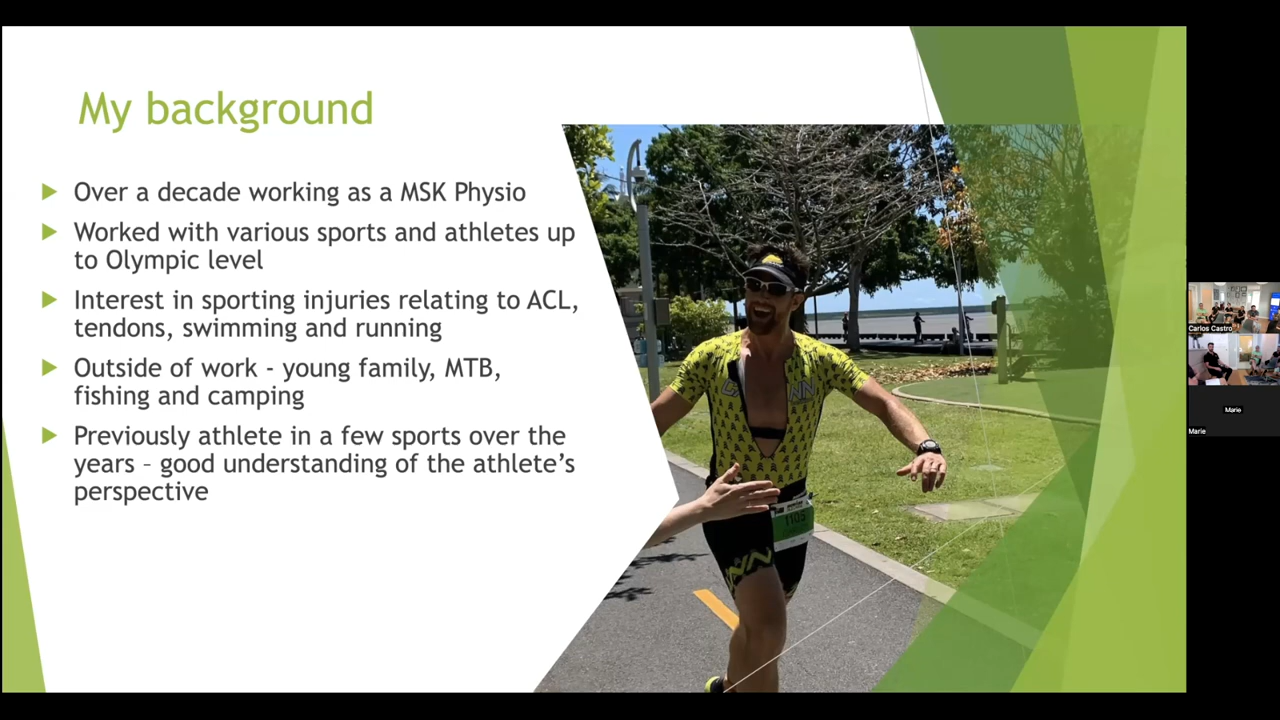 My background
Over a decade working as a MSK Physio
Worked with various sports and athletes up
to Olympic level
Interest in sporting injuries relating to ACL,
tendons, swimming and running
Outside of work - young family, MTB,
fishing and camping
Previously athlete in a few sports over the
years – good understanding of the athlete's
perspective
Carlos Castro
Marie
Marie